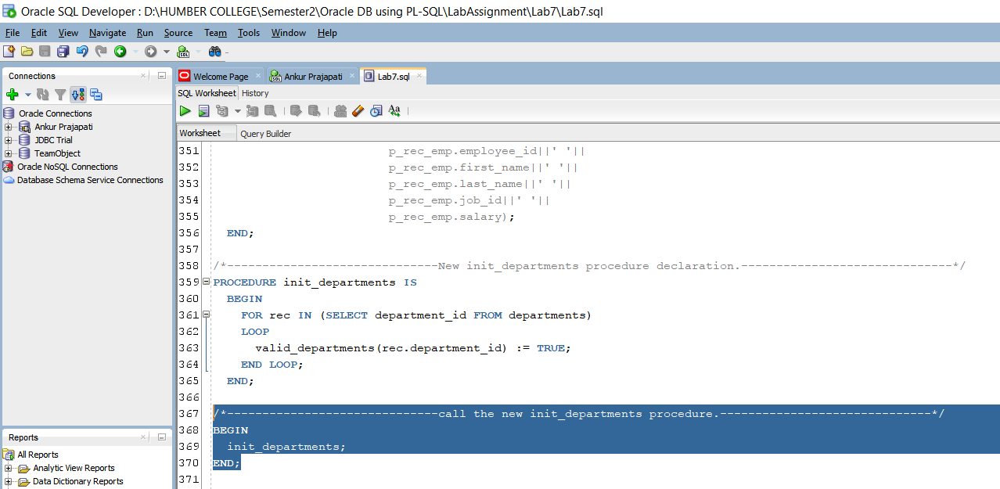 Oracle SQL Developer : D:\HUMBER COLLEGE\Semester2\Oracle DB using PL-SQL\LabAssignment\Lab7\Lab7.sql
File Edit View Navigate Run Source Team Tools Window Help
SQL
Connections
Welcome Page
Ankur Prajapati
Lab7.sql
SQL Worksheet
History
Aa
Oracle Connections
Ankur Prajapati
JDBC Trial
TeamObject
Oracle NoSQL Connections
Database Schema Service Connections
Worksheet
Query Builder
351 p_rec_emp.employee_id||' '||
352 p_rec_emp.first_name||' '||
353 p_rec_emp.last_name||' '||
354 p_rec_emp.job_id||' '||
355 p_rec_emp.salary);
356 END;
357
358 /*------------------------------New init_departments procedure declaration.------------------------------*/
359 PROCEDURE init_departments IS
360 BEGIN
361 FOR rec IN (SELECT department_id FROM departments)
362 LOOP
363 valid_departments(rec.department_id) := TRUE;
364 END LOOP;
365 END;
366
367 /*------------------------------call the new init_departments procedure.------------------------------*/
368 BEGIN
369 init_departments;
370 END;
371
Reports
All Reports
Analytic View Reports
Data Dictionary Reports